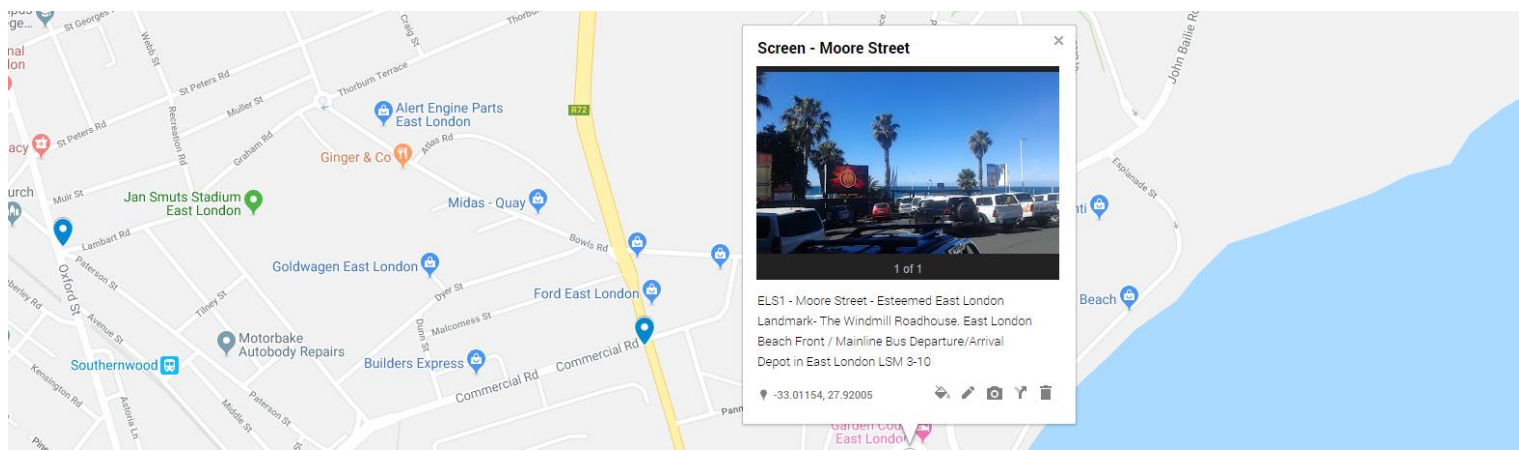 St Georges
Webb St
Craig St
Thorburn Terrace
St Peters Rd
Muller St
Recreation Rd
Graham Rd
St Peters Rd
Muir St
Alert Engine Parts
East London
Ginger & Co
Atlas Rd
R72
Jan Smuts Stadium
East London
Midas - Quay
Lambert Rd
Bowls Rd
Goldwagen East London
Ford East London
Oxford St
Paterson St
Tilney St
Dyer St
Malcomess St
Dunn St
Avenue St
Motorbake
Autobody Repairs
Builders Express
Commercial Rd
Commercial Rd
Southernwood
Kensington Rd
Astoria Ln
Middle St
Paterson St
Screen - Moore Street
1 of 1
ELS1 - Moore Street - Esteemed East London
Landmark- The Windmill Roadhouse. East London
Beach Front / Mainline Bus Departure/Arrival
Depot in East London LSM 3-10
-33.01154, 27.92005
East London
John Bailie Rd
Esplanade St
Beach